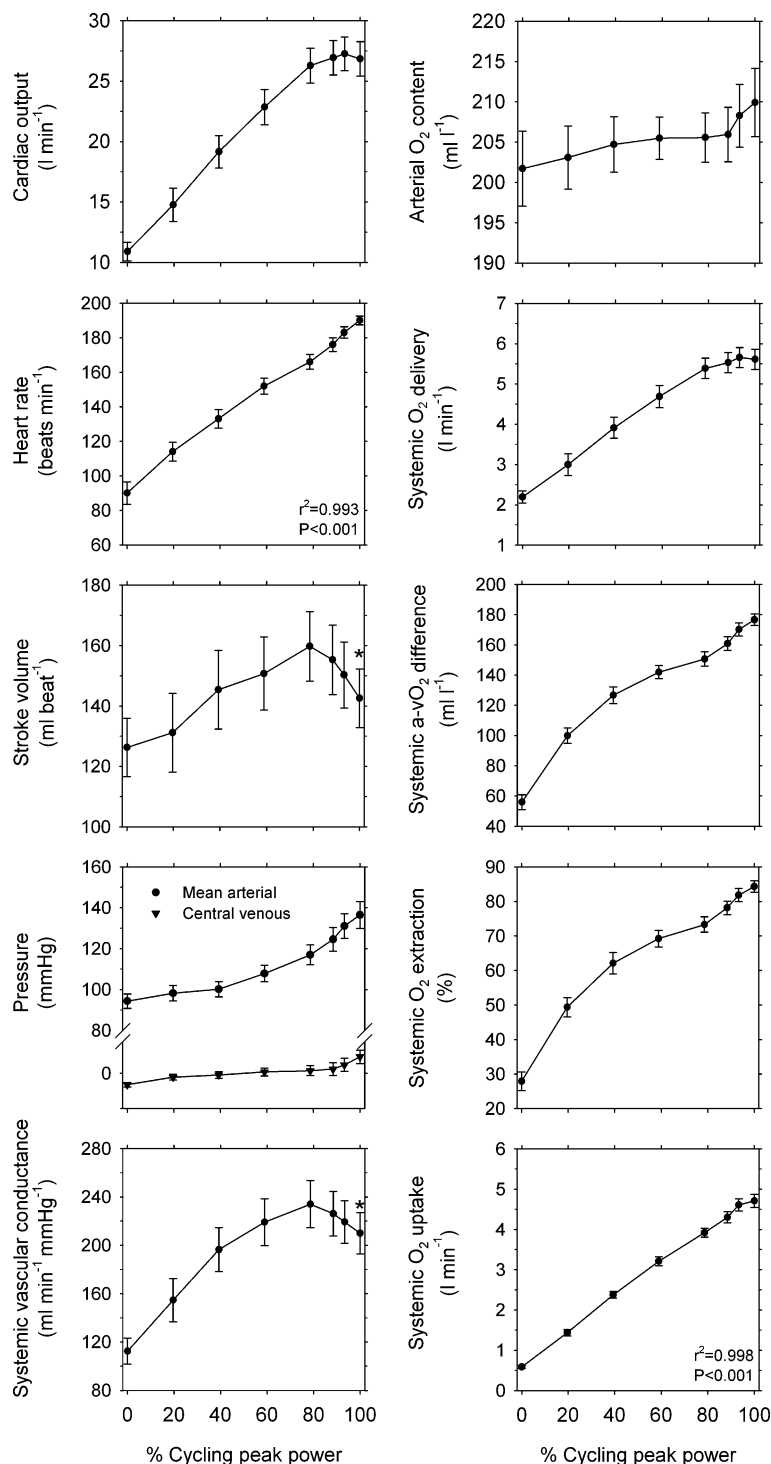 Cardiac output
(l min⁻¹)
30
25
20
15
10
Arterial O₂ content
(ml l⁻¹)
220
215
210
205
200
195
190
Heart rate
(beats min⁻¹)
200
180
160
140
120
100
80
60
r²=0.993
P<0.001
Systemic O₂ delivery
(l min⁻¹)
7
6
5
4
3
2
1
Stroke volume
(ml beat⁻¹)
180
160
140
120
100
*
Systemic a-vO₂ difference
(ml l⁻¹)
200
180
160
140
120
100
80
60
40
Pressure
(mmHg)
160
140
120
100
80
0
Mean arterial
Central venous
Systemic O₂ extraction
(%)
90
80
70
60
50
40
30
20
Systemic vascular conductance
(ml min⁻¹ mmHg⁻¹)
280
240
200
160
120
80
*
0 20 40 60 80 100
% Cycling peak power
Systemic O₂ uptake
(l min⁻¹)
6
5
4
3
2
1
0
r²=0.998
P<0.001
0 20 40 60 80 100
% Cycling peak power